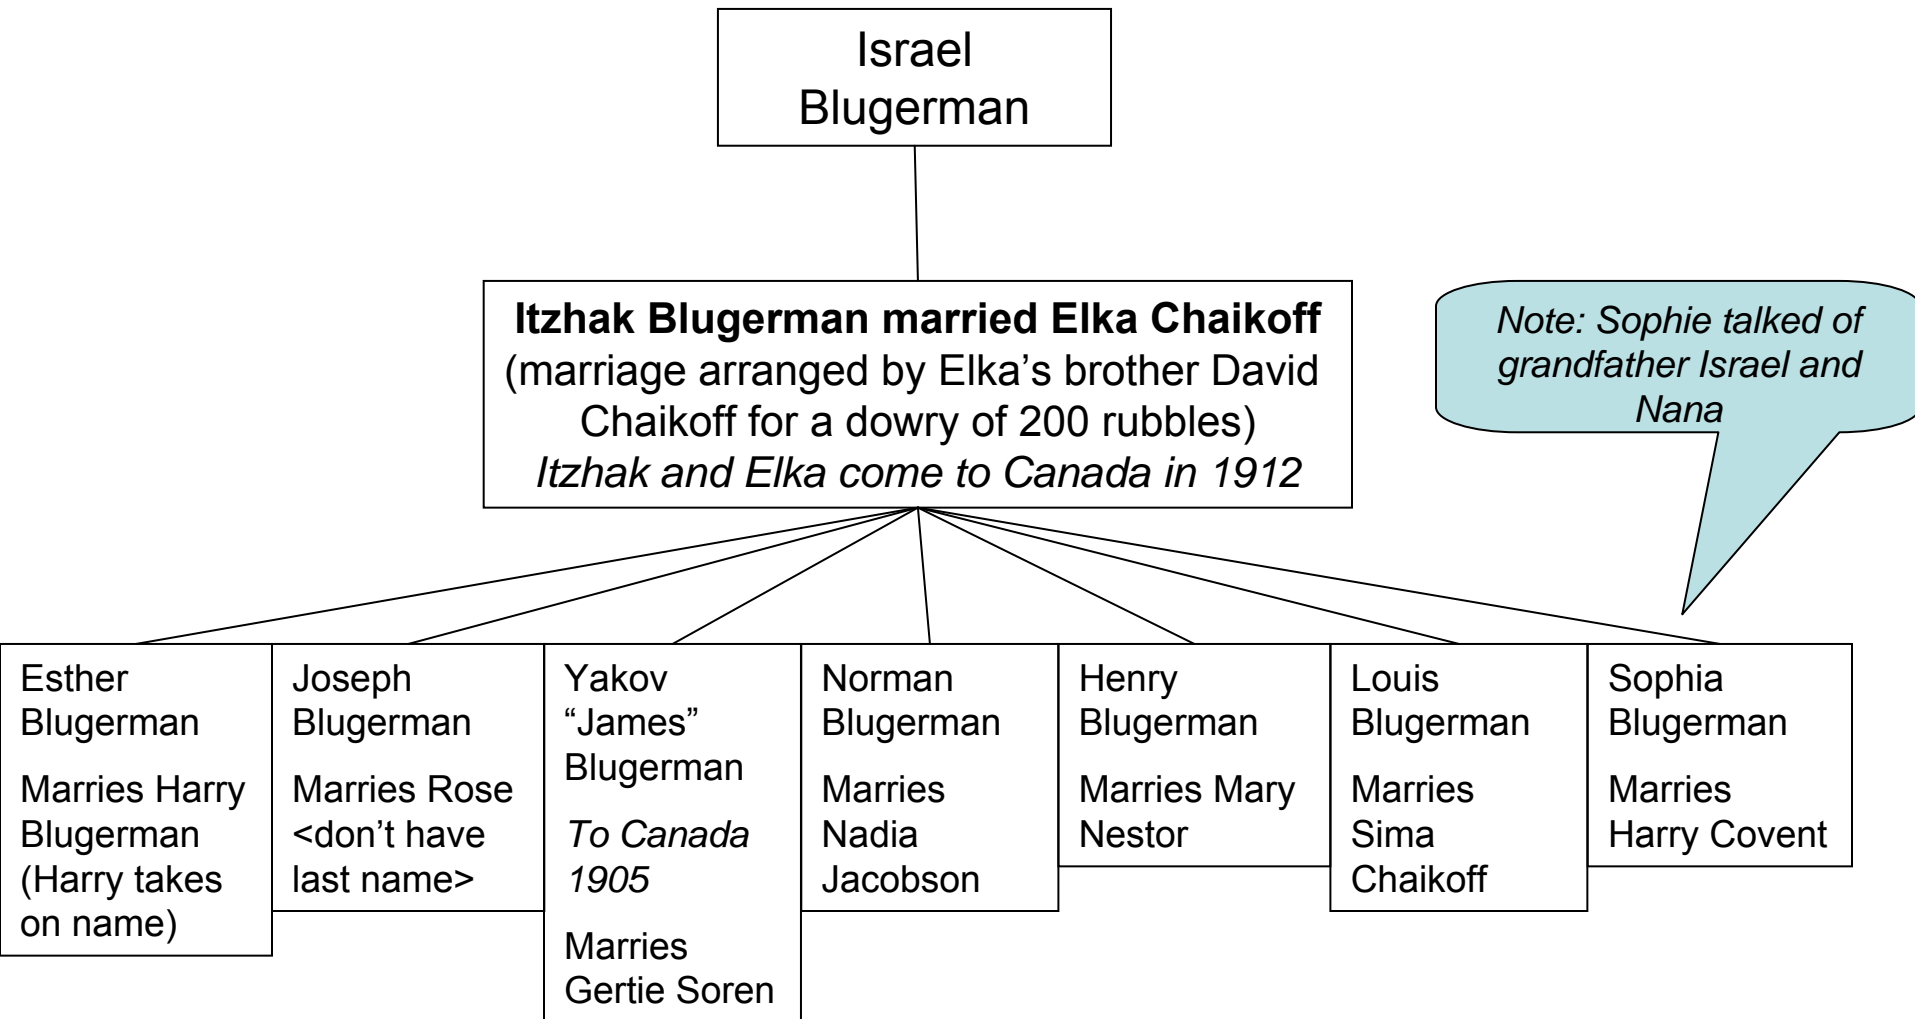 Israel
Blugerman
Itzhak Blugerman married Elka Chaikoff
(marriage arranged by Elka’s brother David
Chaikoff for a dowry of 200 rubbles)
Itzhak and Elka come to Canada in 1912
Note: Sophie talked of
grandfather Israel and
Nana
Esther
Blugerman
Marries Harry
Blugerman
(Harry takes
on name)
Joseph
Blugerman
Marries Rose
<don’t have
last name>
Yakov
“James”
Blugerman
To Canada
1905
Marries
Gertie Soren
Norman
Blugerman
Marries
Nadia
Jacobson
Henry
Blugerman
Marries Mary
Nestor
Louis
Blugerman
Marries
Sima
Chaikoff
Sophia
Blugerman
Marries
Harry Covent